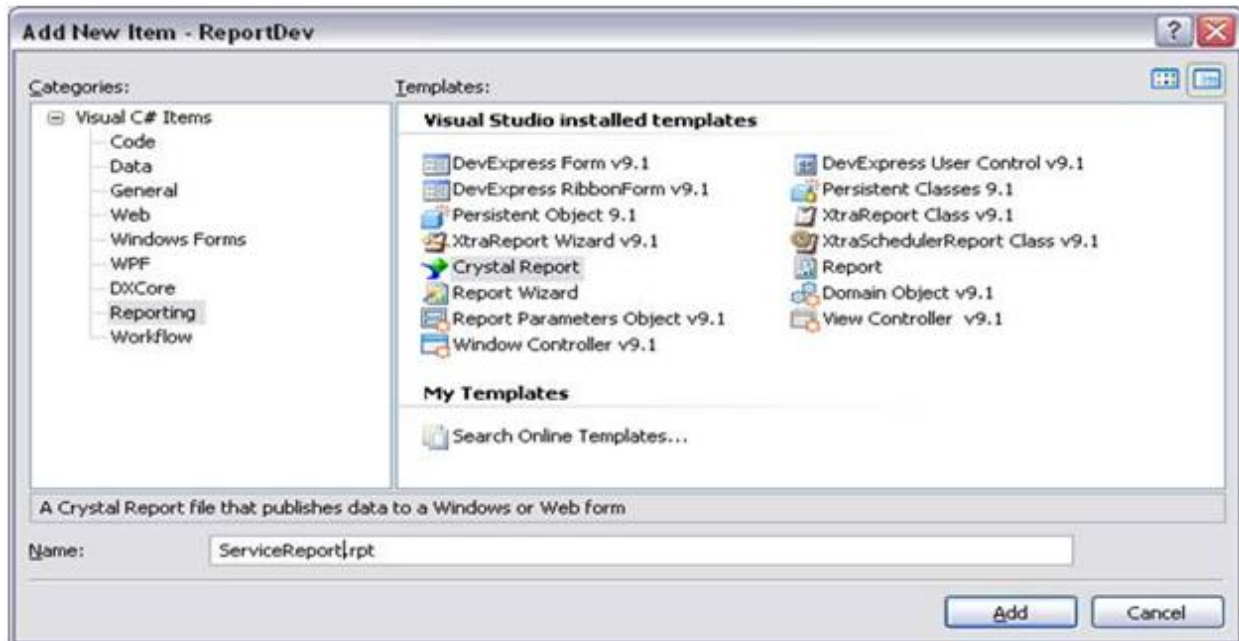 Add New Item - ReportDev
Categories:
Templates:
Visual C# Items
Code
Data
General
Web
Windows Forms
WPF
DXCore
Reporting
Workflow
Visual Studio installed templates
DevExpress Form v9.1
DevExpress User Control v9.1
DevExpress RibbonForm v9.1
Persistent Classes 9.1
Persistent Object 9.1
XtraReport Class v9.1
XtraReport Wizard v9.1
XtraSchedulerReport Class v9.1
Crystal Report
Report
Report Wizard
Domain Object v9.1
Report Parameters Object v9.1
View Controller v9.1
Window Controller v9.1
My Templates
Search Online Templates...
A Crystal Report file that publishes data to a Windows or Web form
Name:
ServiceReport.rpt
Add
Cancel